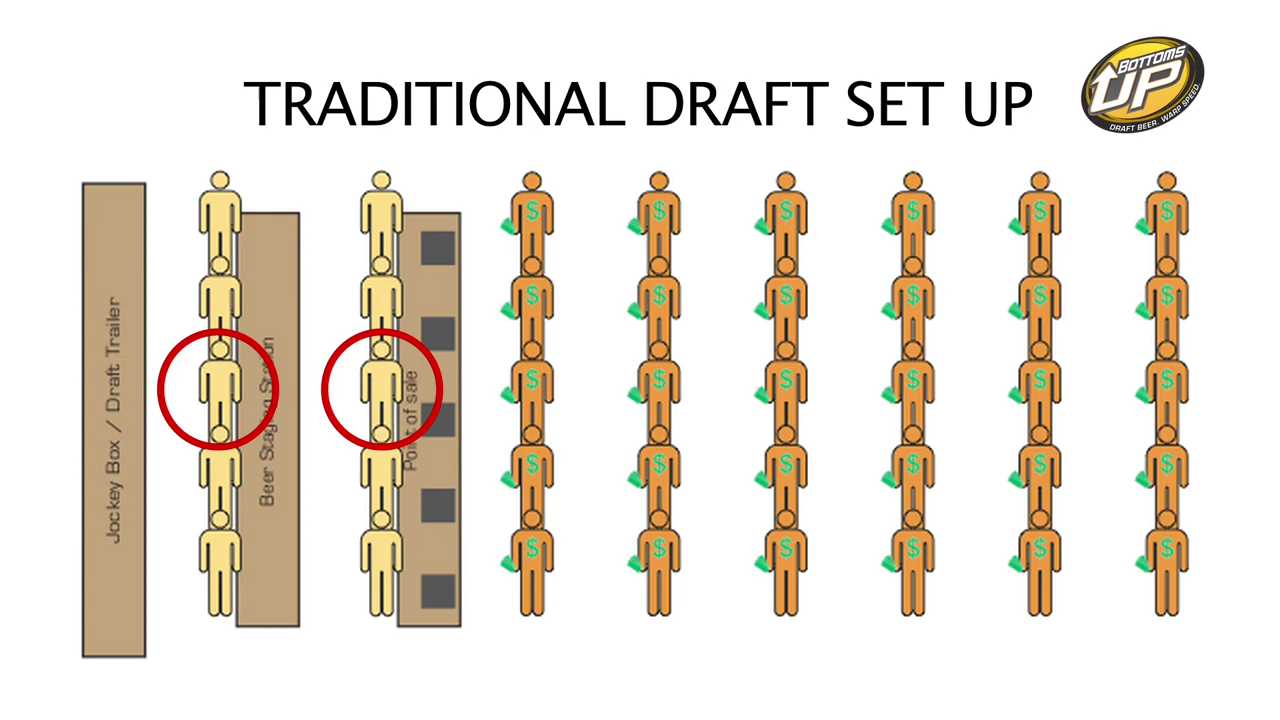 TRADITIONAL DRAFT SET UP
BOTTOMS
UP
DRAFT BEER. WARP SPEED.
Jockey Box / Draft Trailer
Beer Staging Station
Point of sale
$ $ $ $ $ $
$ $ $ $ $ $
$ $ $ $ $ $
$ $ $ $ $ $
$ $ $ $ $ $